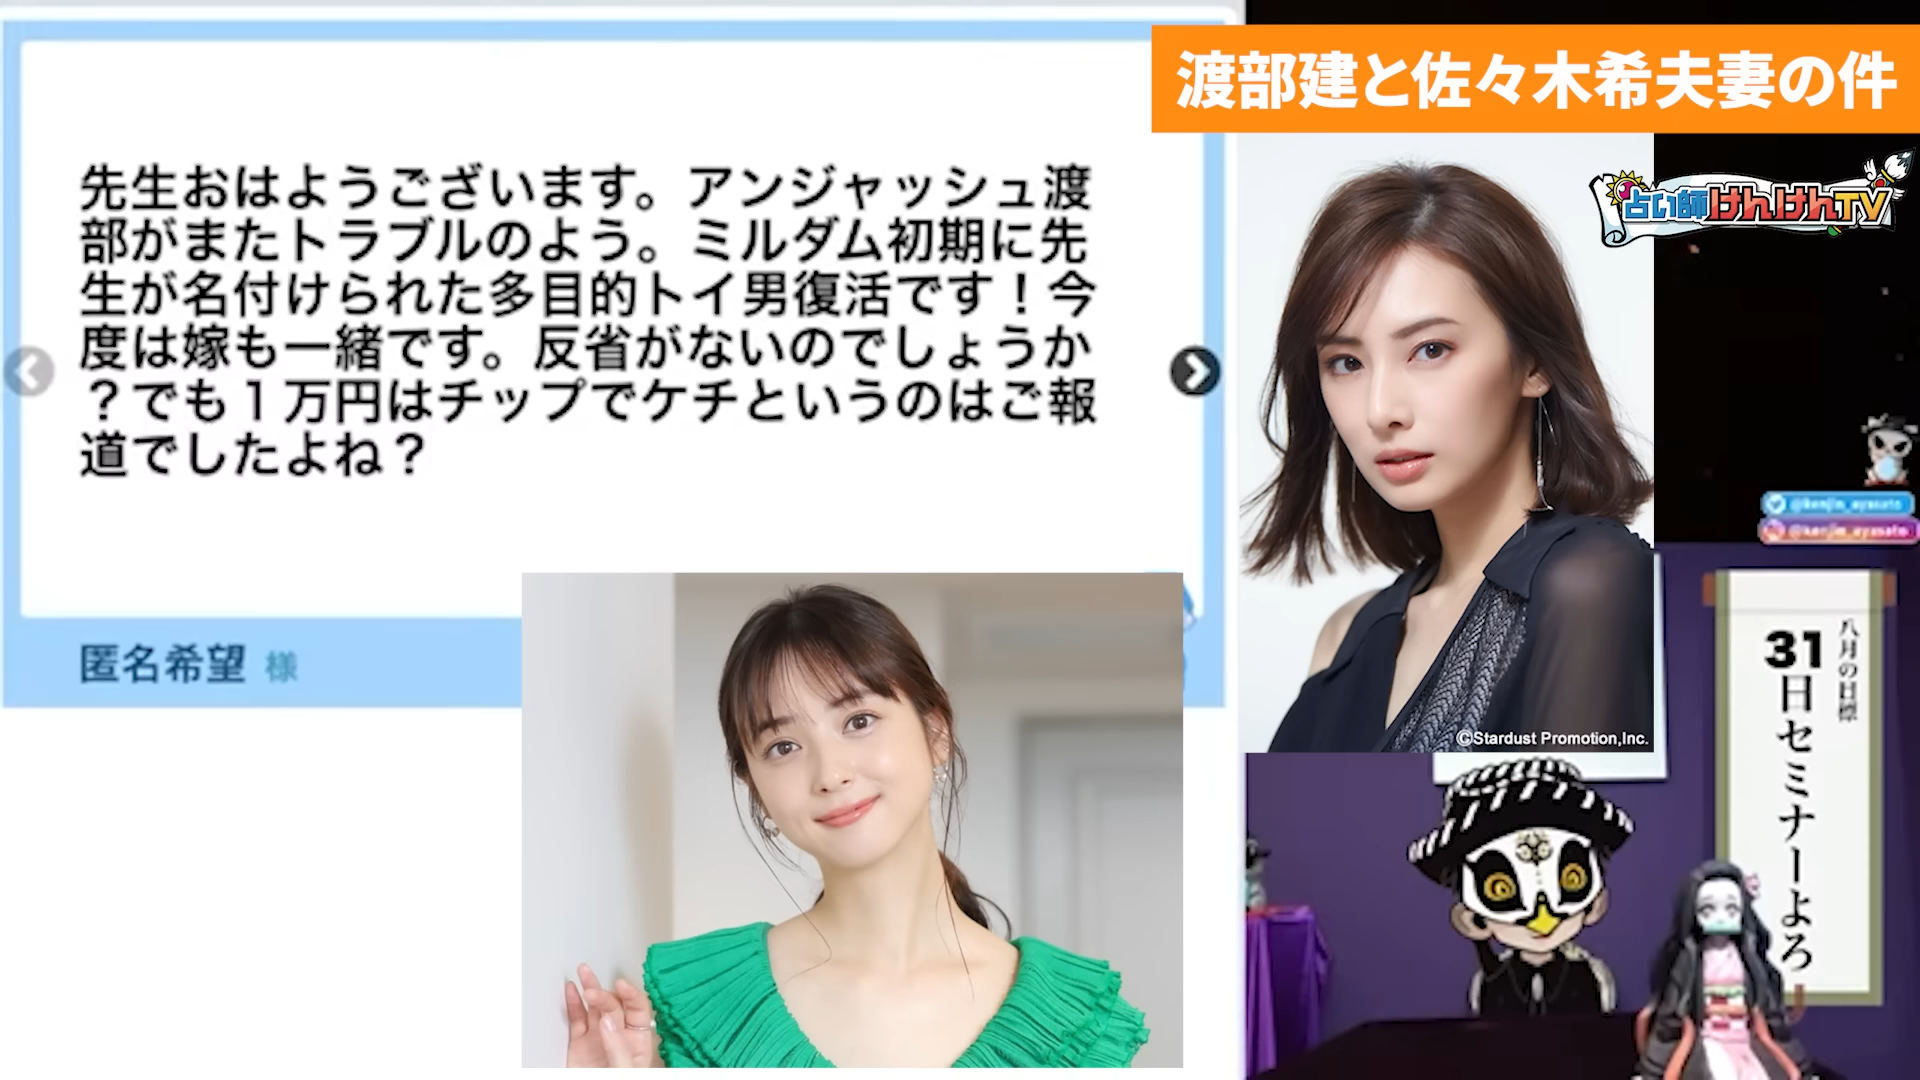 渡部建と佐々木希夫妻の件
占い師けんけんTV
先生おはようございます。アンジャッシュ渡
部がまたトラブルのよう。ミルダム初期に先
生が名付けられた多目的トイ男復活です！今
度は嫁も一緒です。反省がないのでしょうか
？でも１万円はチップでケチというのはご報
道でしたよね？
匿名希望 様
©Stardust Promotion,Inc.
@kenjin_ayasato
@kenjin_ayasato
八月の目標
31日セミナーよろ